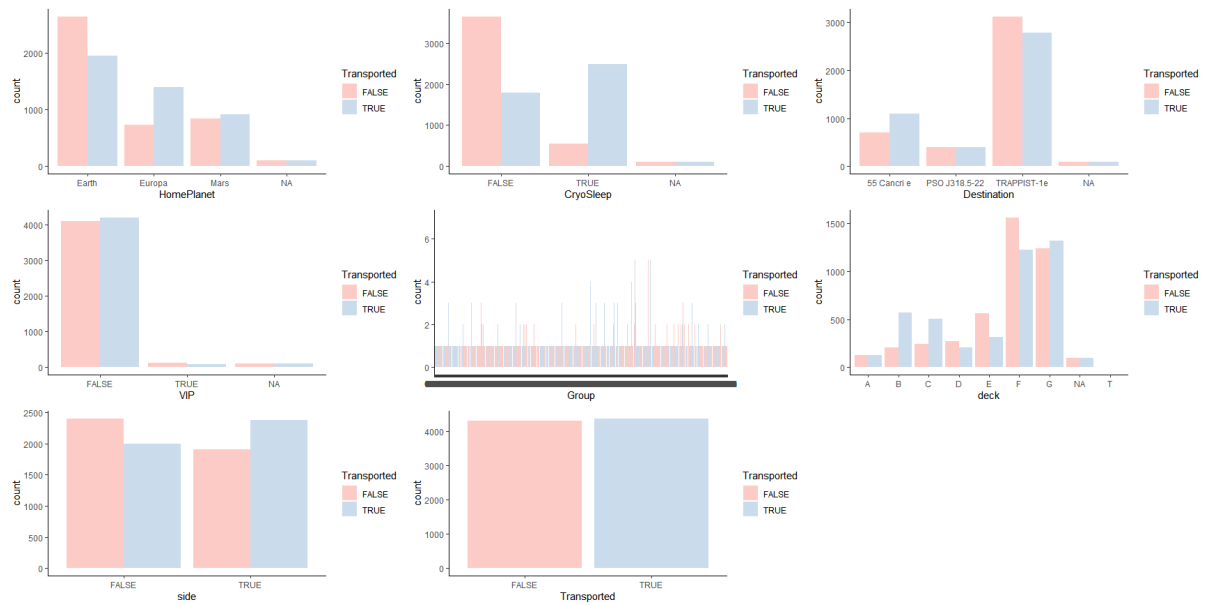 count
2000
1000
0
Earth Europa Mars NA
HomePlanet
Transported
FALSE
TRUE
count
3000
2000
1000
0
FALSE TRUE NA
CryoSleep
Transported
FALSE
TRUE
count
3000
2000
1000
0
55 Cancri e PSO J318.5-22 TRAPPIST-1e NA
Destination
Transported
FALSE
TRUE
count
4000
3000
2000
1000
0
FALSE TRUE NA
VIP
Transported
FALSE
TRUE
count
6
4
2
0
Group
Transported
FALSE
TRUE
count
1500
1000
500
0
A B C D E F G NA T
deck
Transported
FALSE
TRUE
count
2500
2000
1500
1000
500
0
FALSE TRUE
side
Transported
FALSE
TRUE
count
4000
3000
2000
1000
0
FALSE TRUE
Transported
Transported
FALSE
TRUE